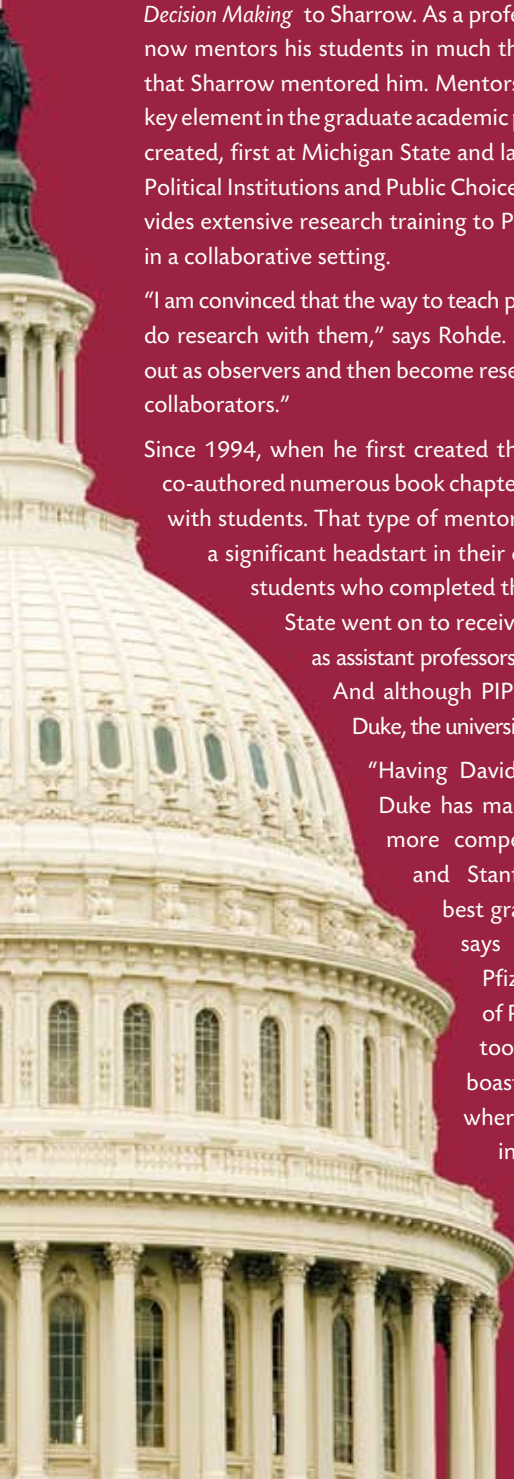 Decision Making to Sharrow. As a profe
now mentors his students in much th
that Sharrow mentored him. Mentors
key element in the graduate academic p
created, first at Michigan State and la
Political Institutions and Public Choice
vides extensive research training to P
in a collaborative setting.
“I am convinced that the way to teach p
do research with them,” says Rohde.
out as observers and then become rese
collaborators.”
Since 1994, when he first created th
co-authored numerous book chapte
with students. That type of mentor
a significant headstart in their
students who completed th
State went on to receiv
as assistant professors
And although PIP
Duke, the universi
“Having David
Duke has ma
more compe
and Stanf
best gra
says
Pfiz
of P
too
boast
wher
in